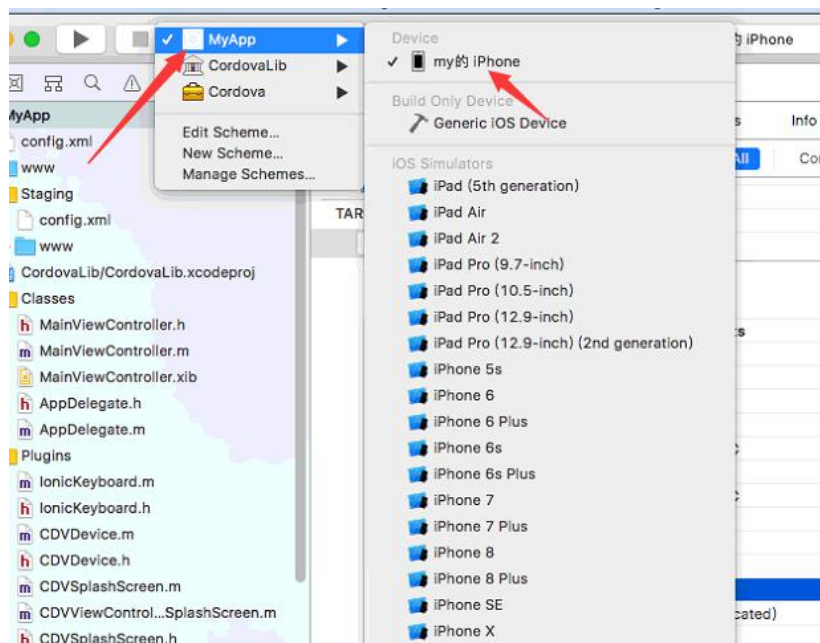 MyApp
CordovaLib
Cordova
Edit Scheme...
New Scheme...
Manage Schemes...
Device
my的 iPhone
Build Only Device
Generic iOS Device
iOS Simulators
iPad (5th generation)
iPad Air
iPad Air 2
iPad Pro (9.7-inch)
iPad Pro (10.5-inch)
iPad Pro (12.9-inch)
iPad Pro (12.9-inch) (2nd generation)
iPhone 5s
iPhone 6
iPhone 6 Plus
iPhone 6s
iPhone 6s Plus
iPhone 7
iPhone 7 Plus
iPhone 8
iPhone 8 Plus
iPhone SE
iPhone X
的 iPhone
Info
All
MyApp
config.xml
www
Staging
config.xml
www
CordovaLib/CordovaLib.xcodeproj
Classes
MainViewController.h
MainViewController.m
MainViewController.xib
AppDelegate.h
AppDelegate.m
Plugins
IonicKeyboard.m
IonicKeyboard.h
CDVDevice.m
CDVDevice.h
CDVSplashScreen.m
CDVViewControl...SplashScreen.m
CDVSplashScreen.h
TAR